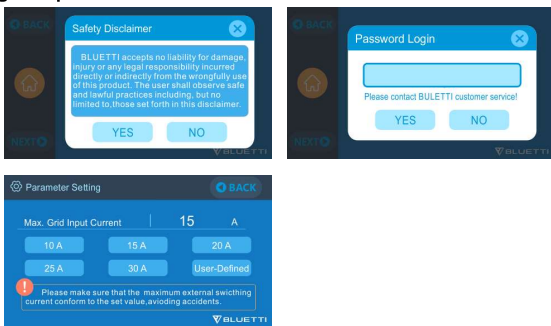 BACK
Safety Disclaimer
BLUETTI accepts no liability for damage,
injury or any legal responsibility incurred
directly or indirectly from the wrongfully use
of this product. The user shall observe safe
and lawful practices including, but no
limited to,those set forth in this disclaimer.
YES NO
NEXT
BLUETTI
BACK
Password Login
Please contact BULETTI customer service!
YES NO
NEXT
BLUETTI
Parameter Setting BACK
Max. Grid Input Current 15 A
10 A 15 A 20 A
25 A 30 A User-Defined
! Please make sure that the maximum external swicthing
current conform to the set value,avioding accidents.
BLUETTI